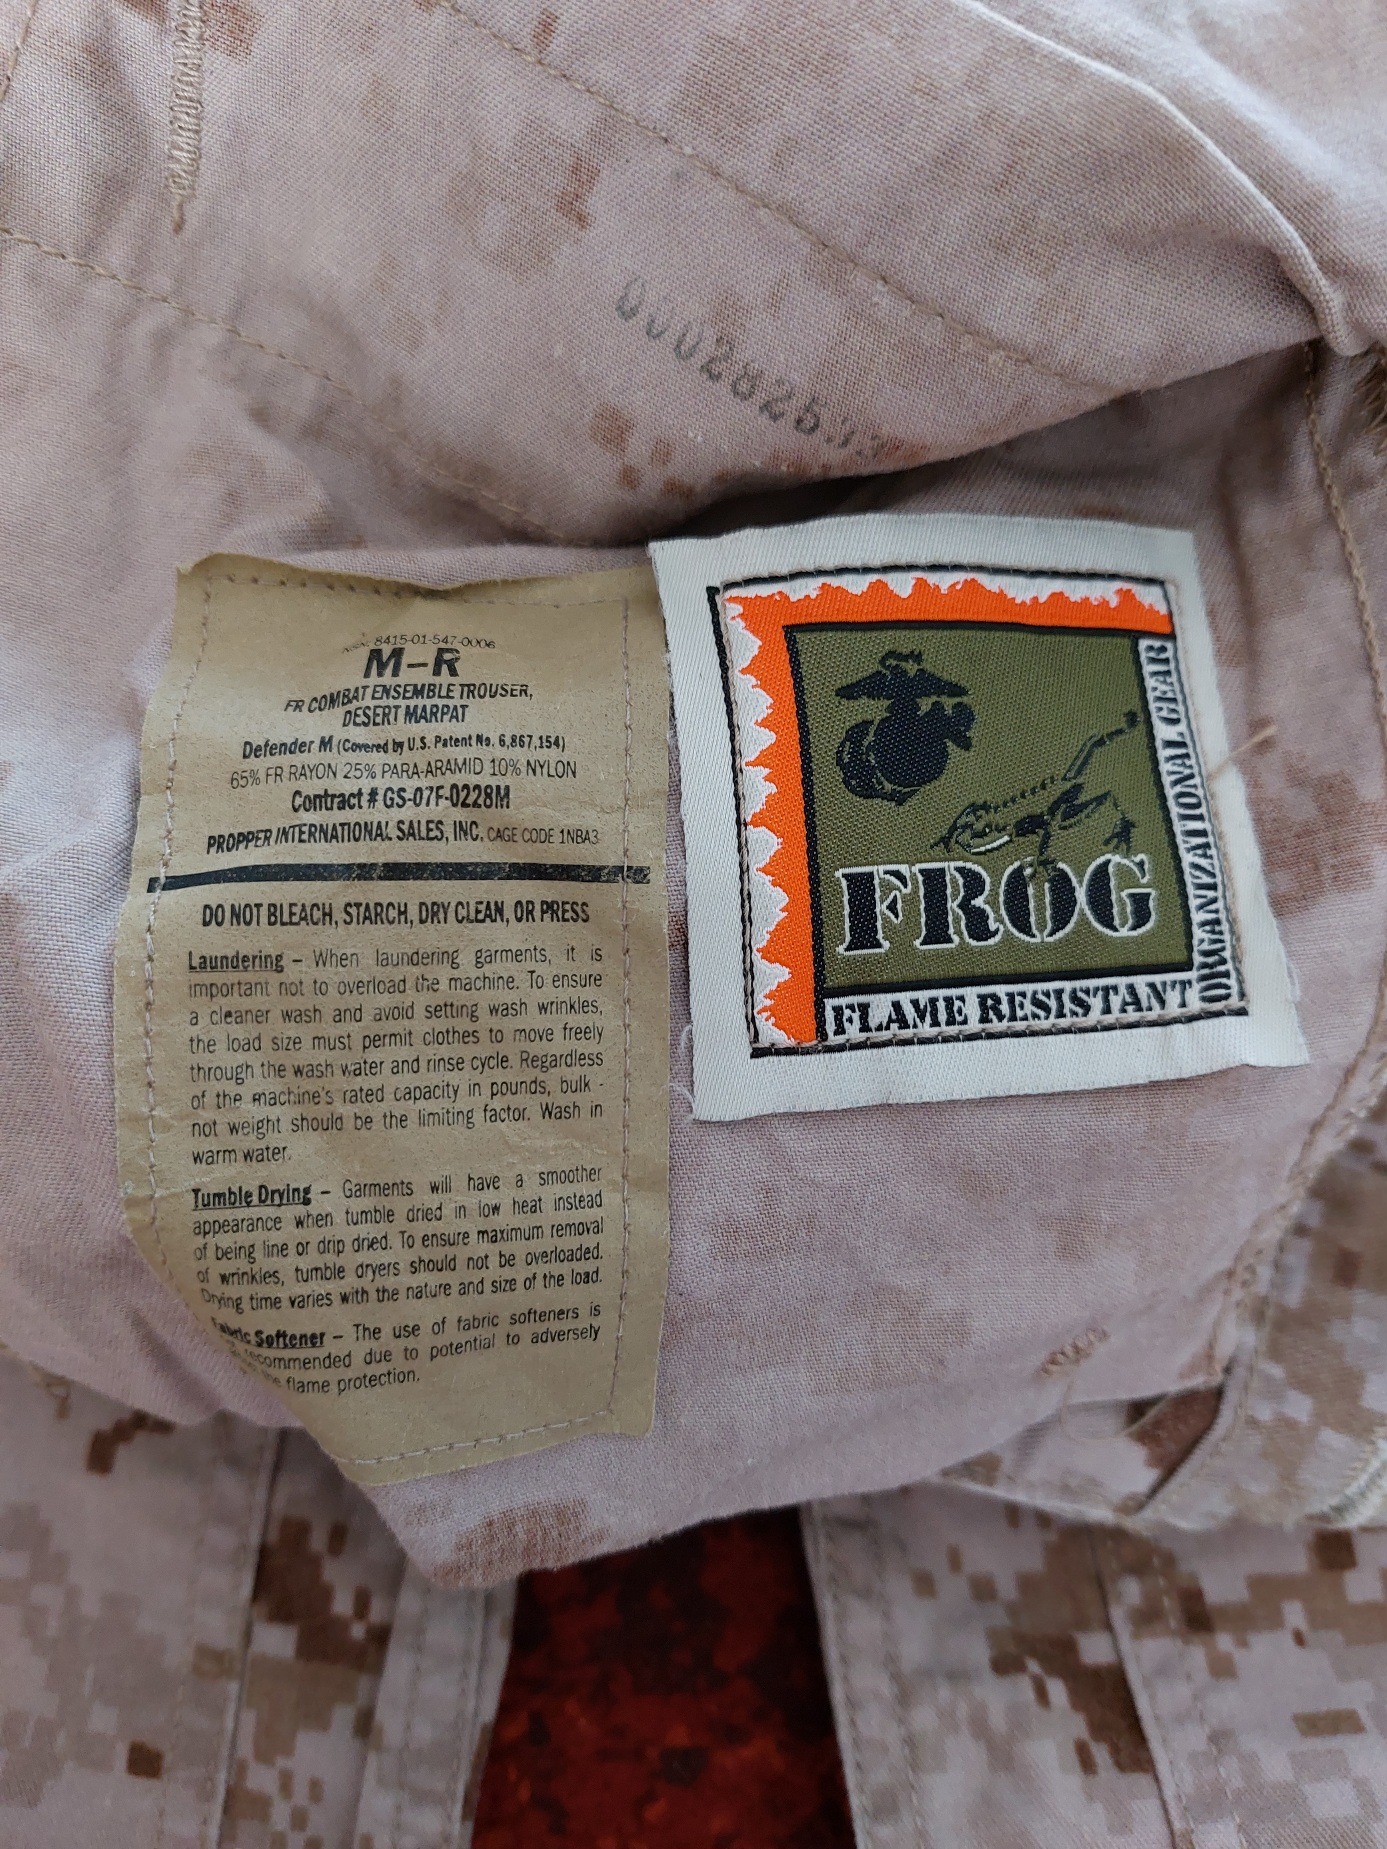 8415-01-547-0006
M-R
FR COMBAT ENSEMBLE TROUSER,
DESERT MARPAT
Defender M (Covered by U.S. Patent No. 6,867,154)
65% FR RAYON 25% PARA-ARAMID 10% NYLON
Contract # GS-07F-0228M
PROPPER INTERNATIONAL SALES, INC. CAGE CODE 1NBA3
DO NOT BLEACH, STARCH, DRY CLEAN, OR PRESS
Laundering – When laundering garments, it is
important not to overload the machine. To ensure
a cleaner wash and avoid setting wash wrinkles,
the load size must permit clothes to move freely
through the wash water and rinse cycle. Regardless
of the machine's rated capacity in pounds, bulk -
not weight should be the limiting factor. Wash in
warm water.
Tumble Drying – Garments will have a smoother
appearance when tumble dried in low heat instead
of being line or drip dried. To ensure maximum removal
of wrinkles, tumble dryers should not be overloaded.
Drying time varies with the nature and size of the load.
Fabric Softener – The use of fabric softeners is
recommended due to potential to adversely
the flame protection.
FROG
FLAME RESISTANT
ORGANIZATIONAL GEAR